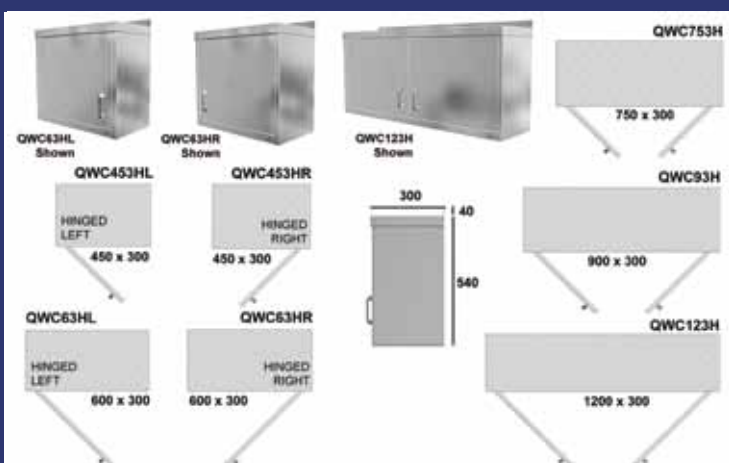 QWC63HL
Shown
QWC63HR
Shown
QWC123H
Shown
QWC753H
750 x 300
QWC453HL
HINGED
LEFT
450 x 300
QWC453HR
HINGED
RIGHT
450 x 300
300
40
540
QWC93H
900 x 300
QWC63HL
HINGED
LEFT
600 x 300
QWC63HR
HINGED
RIGHT
600 x 300
QWC123H
1200 x 300